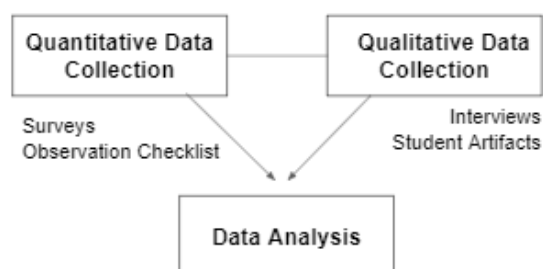 Quantitative Data
Collection
Qualitative Data
Collection
Surveys
Observation Checklist
Interviews
Student Artifacts
Data Analysis